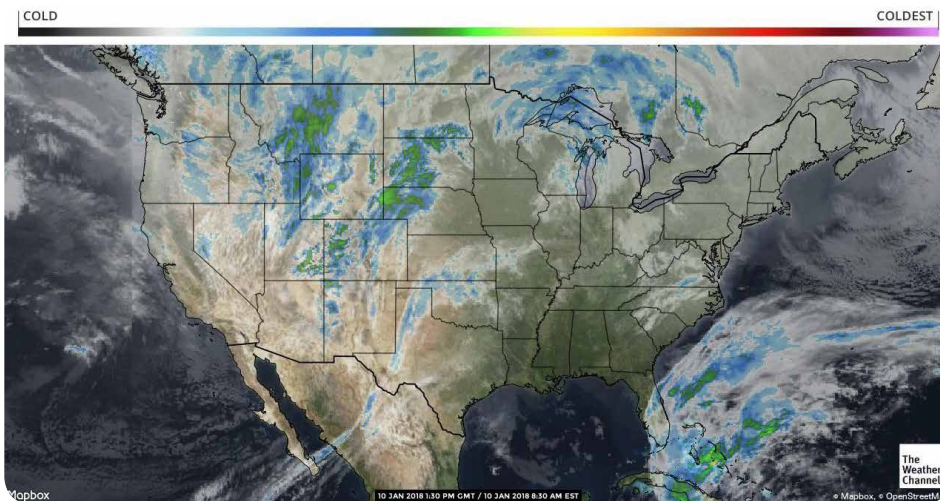 COLD
COLDEST
10 JAN 2018 1:30 PM GMT / 10 JAN 2018 8:30 AM EST
The
Weather
Channel
Mapbox
© Mapbox, © OpenStreetM